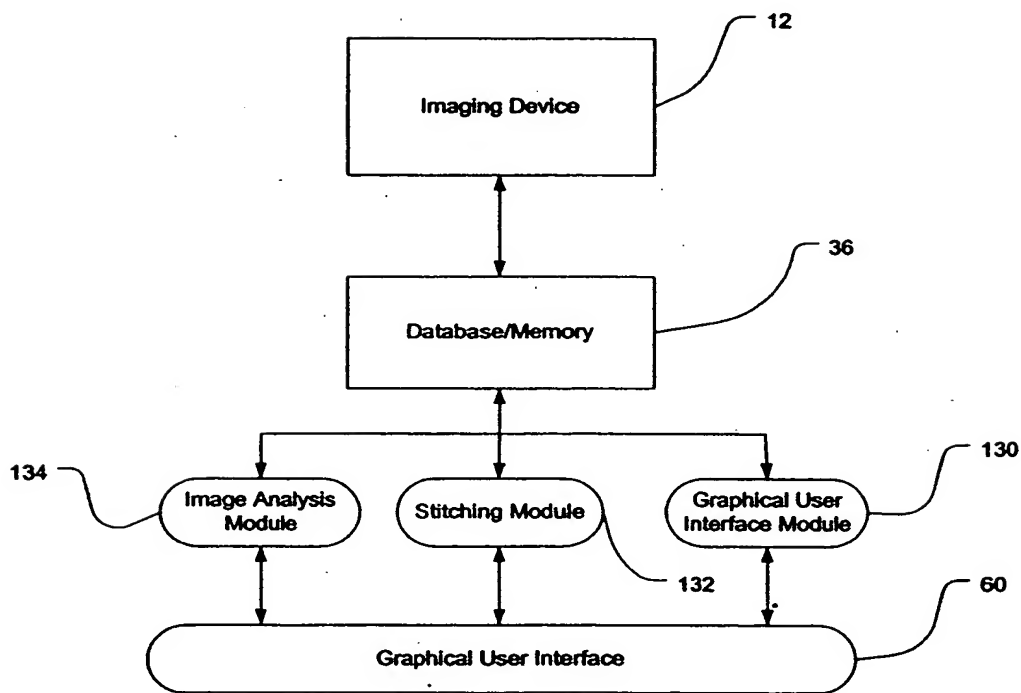 12
Imaging Device
36
Database/Memory
134
130
Image Analysis
Module
Stitching Module
Graphical User
Interface Module
132
60
Graphical User Interface